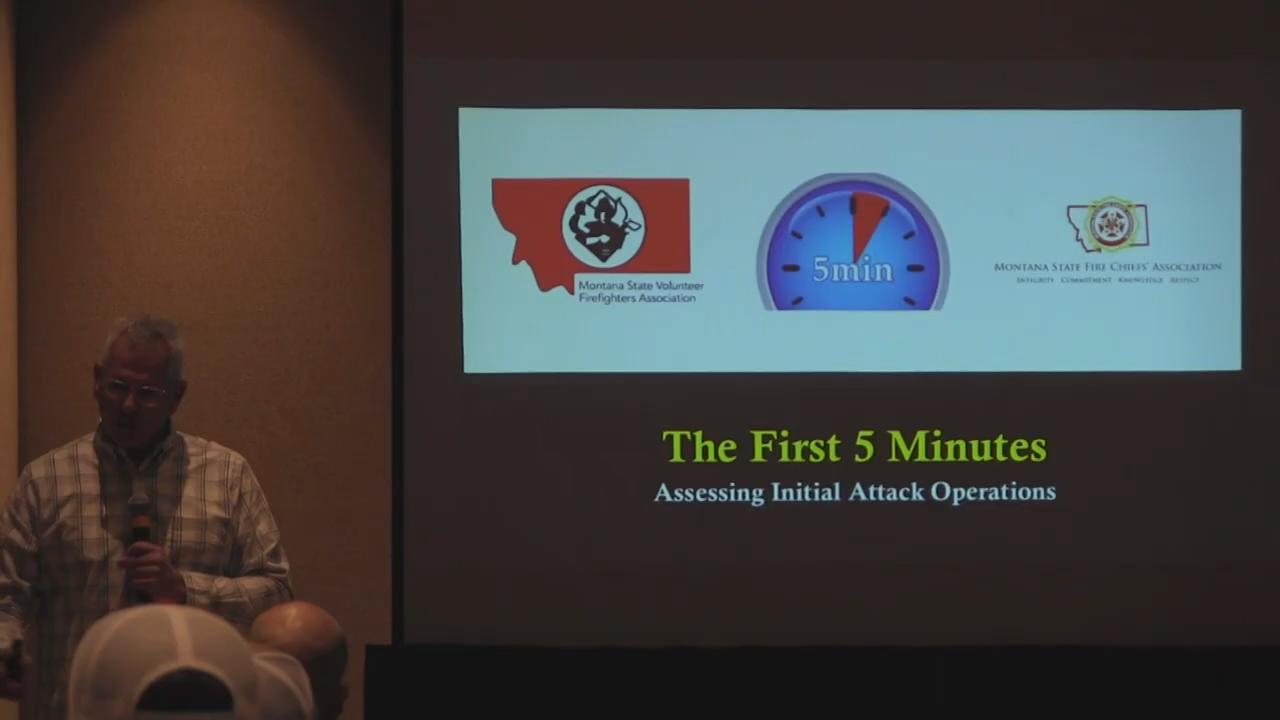 Montana State Volunteer
Firefighters Association
5min
MONTANA STATE FIRE CHIEFS' ASSOCIATION
INTEGRITY COMMITMENT KNOWLEDGE RESPECT
The First 5 Minutes
Assessing Initial Attack Operations